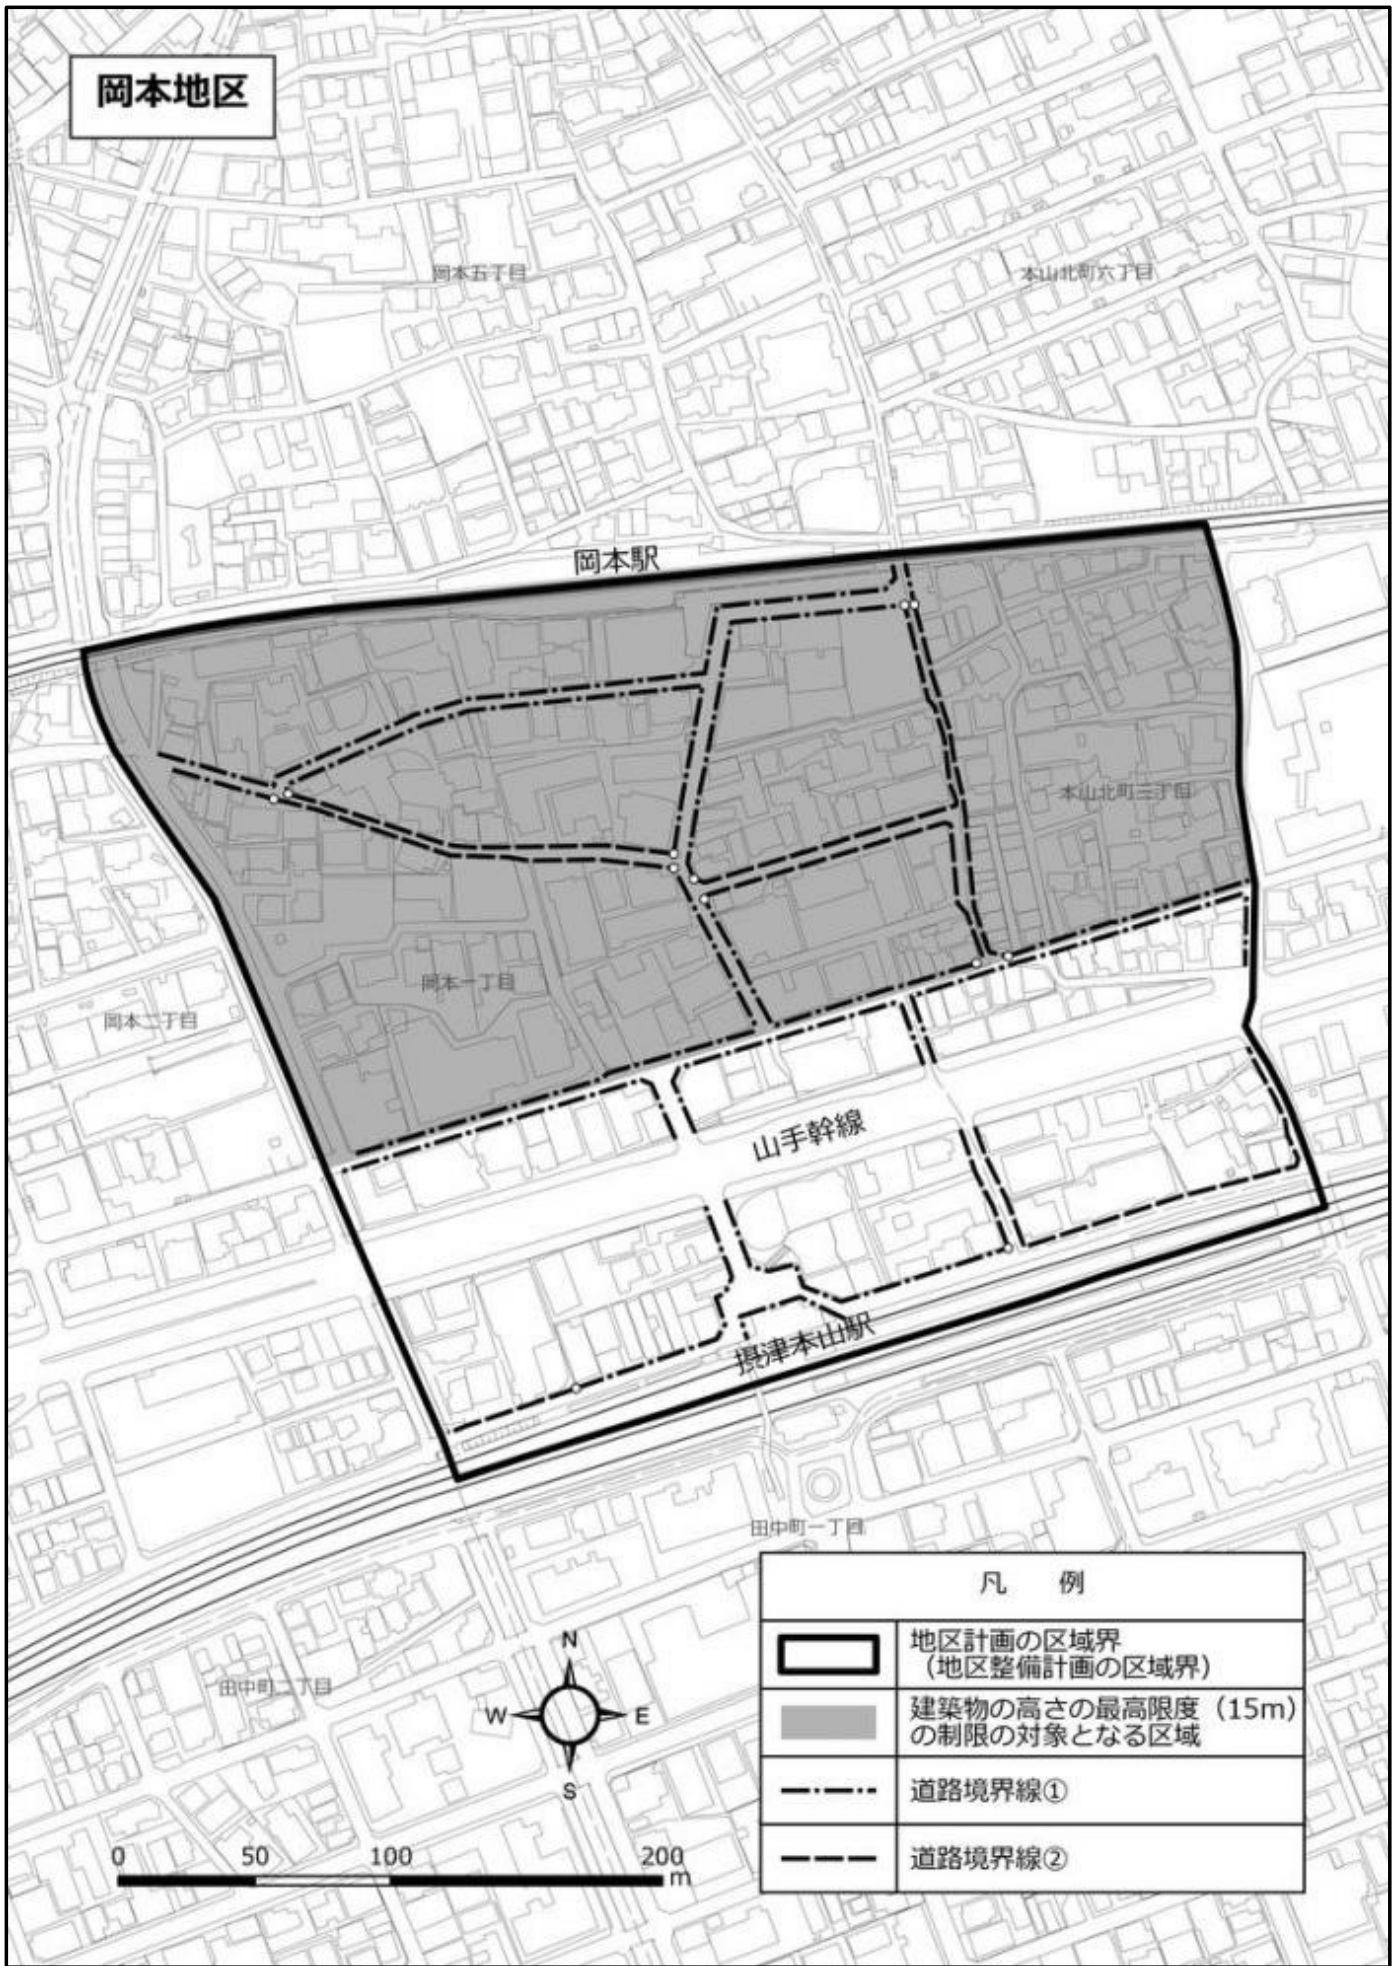 岡本地区
岡本五丁目
本山北町六丁目
岡本駅
本山北町三丁目
岡本一丁目
岡本二丁目
山手幹線
摂津本山駅
田中町一丁目
田中町二丁目
N
W
E
S
0 50 100 200
m
凡 例
地区計画の区域界
(地区整備計画の区域界)
建築物の高さの最高限度(15m)
の制限の対象となる区域
道路境界線①
道路境界線②